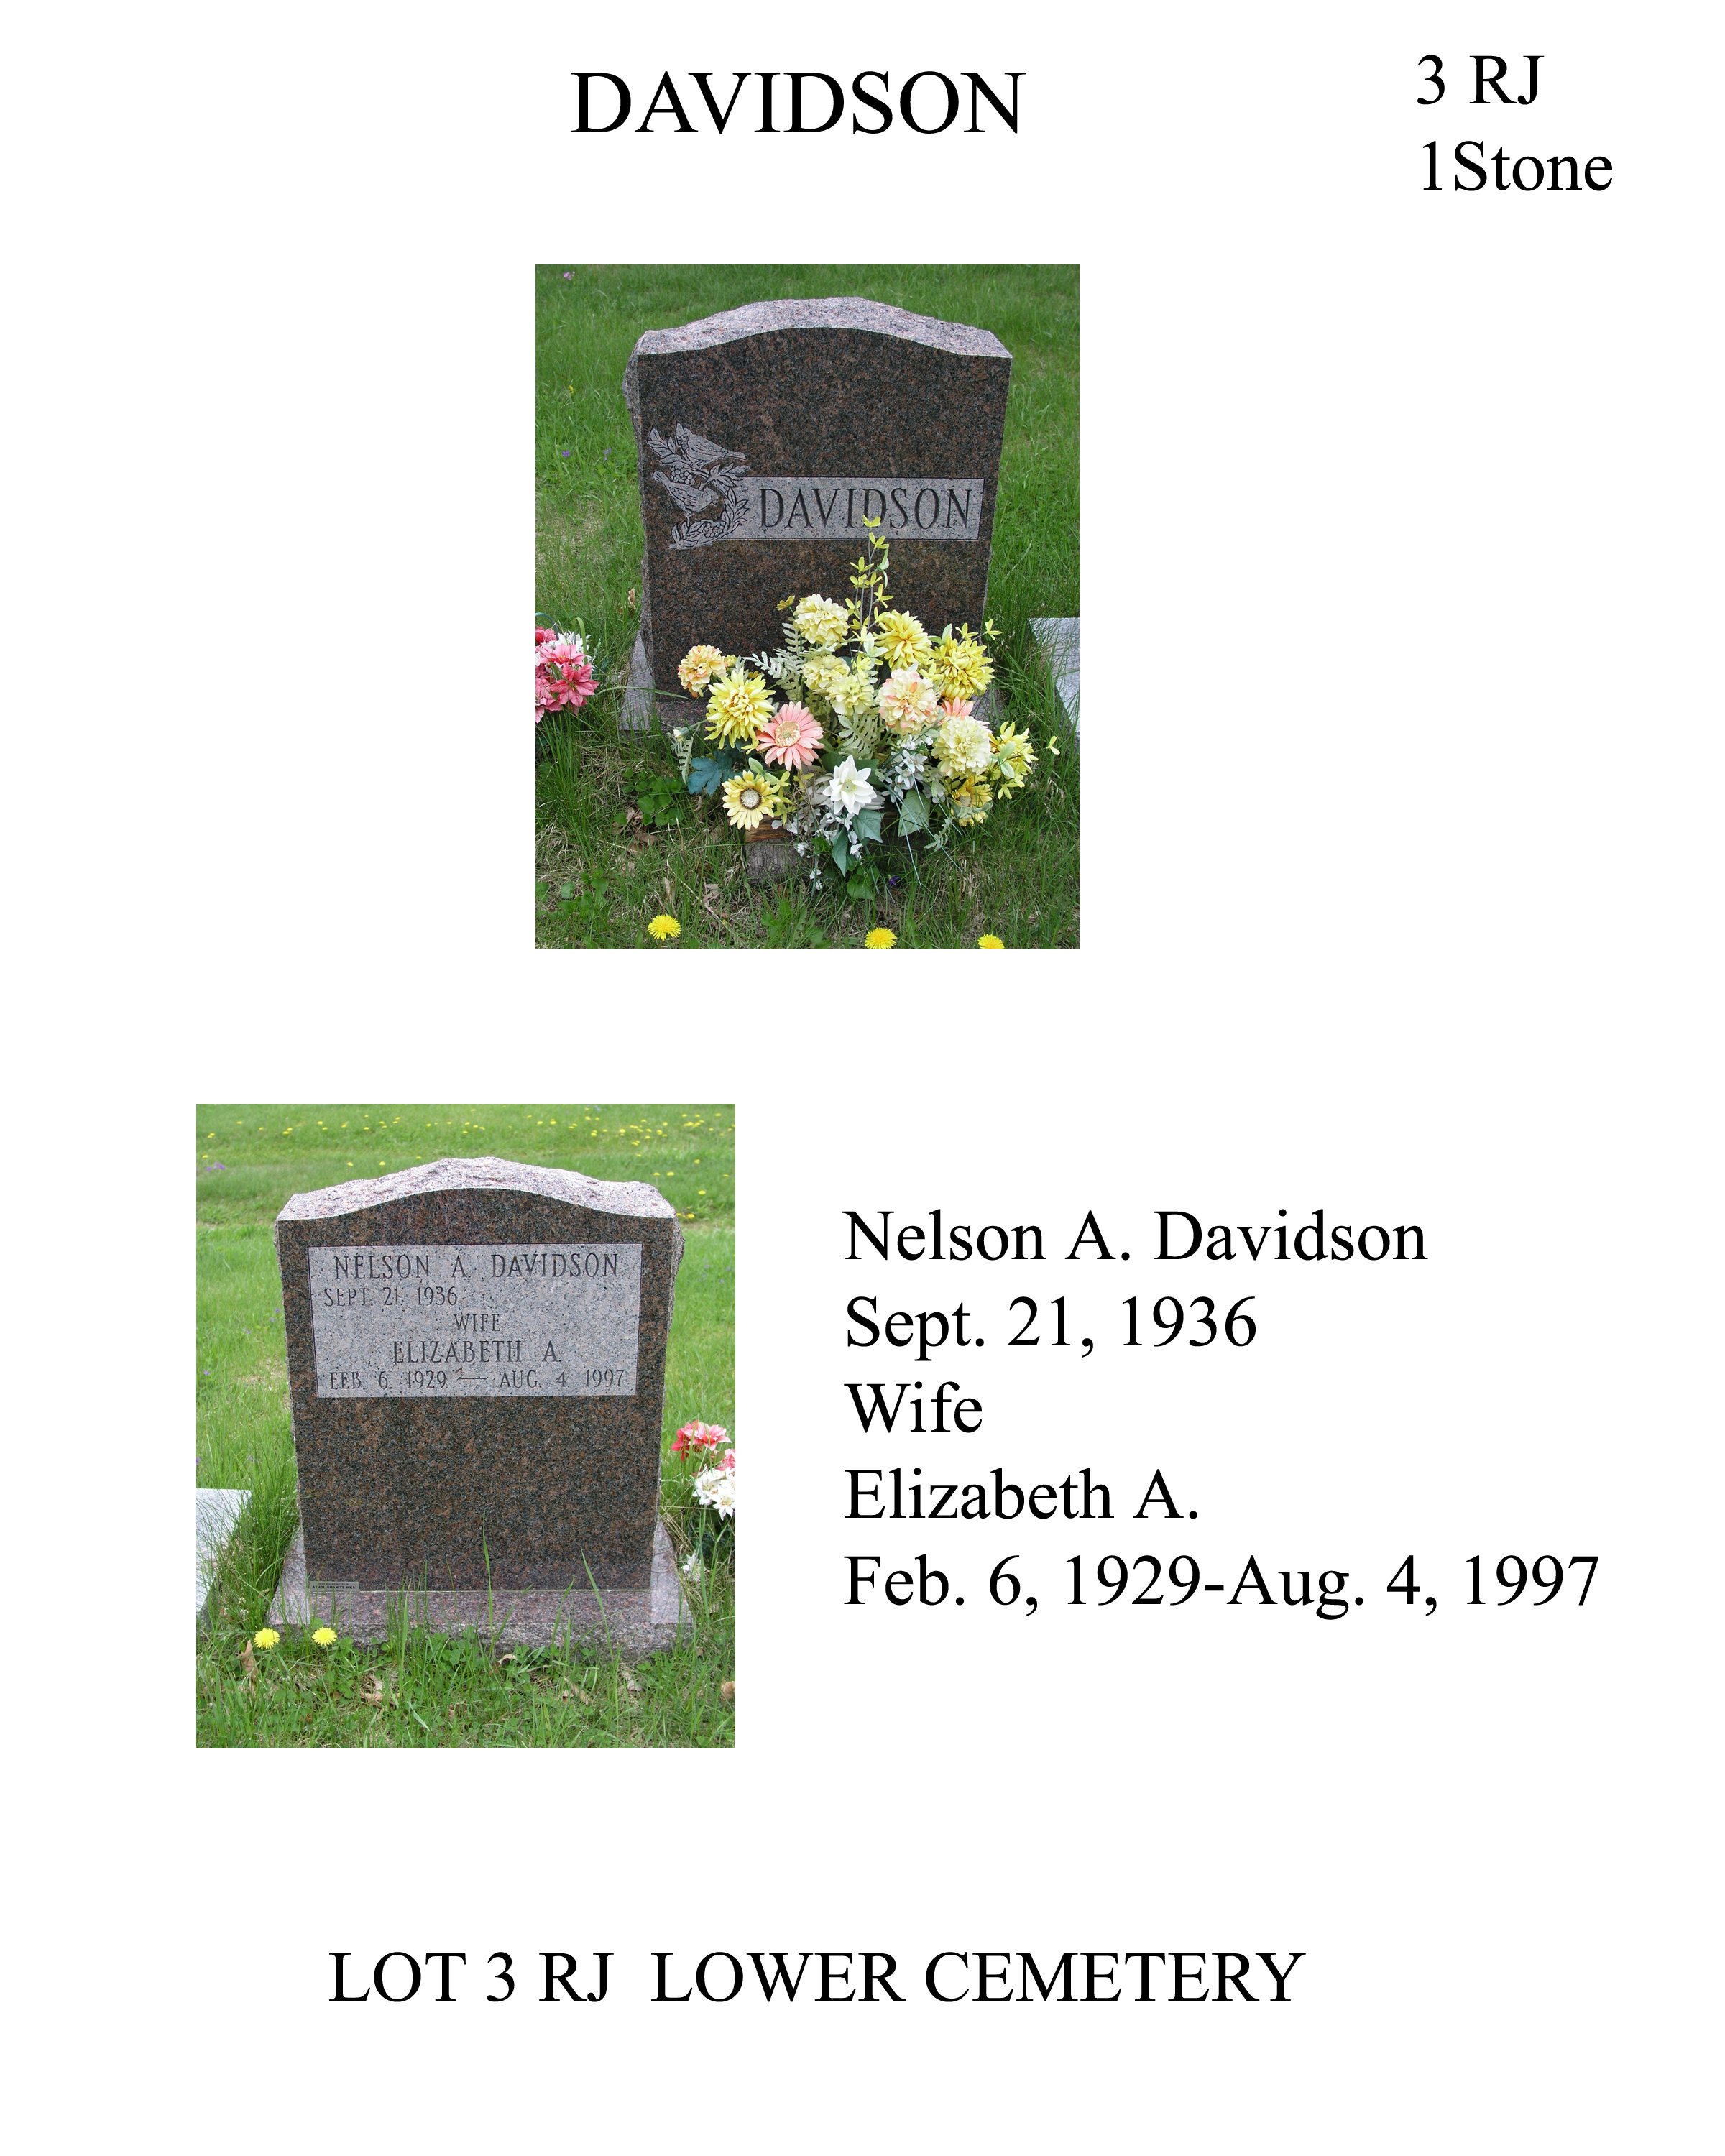 DAVIDSON
3 RJ
1Stone
DAVIDSON
NELSON A. DAVIDSON
SEPT. 21, 1936
WIFE
ELIZABETH A.
FEB. 6, 1929 — AUG. 4, 1997
Nelson A. Davidson
Sept. 21, 1936
Wife
Elizabeth A.
Feb. 6, 1929-Aug. 4, 1997
LOT 3 RJ LOWER CEMETERY